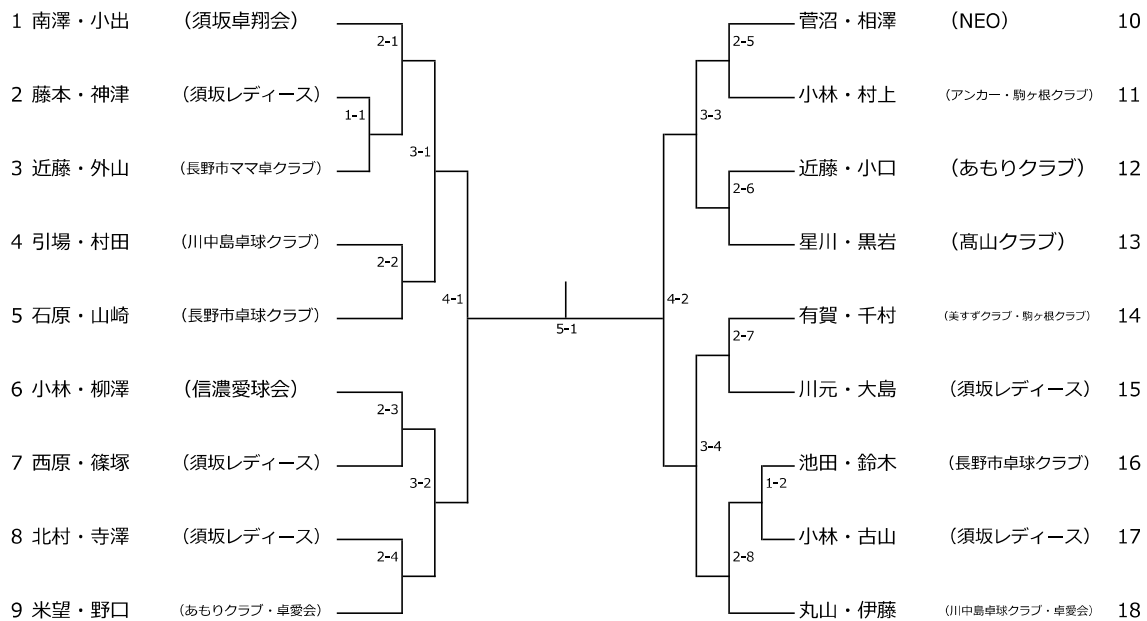 1 南澤・小出 (須坂卓翔会)
2-1
2 藤本・神津 (須坂レディース)
1-1
3-1
3 近藤・外山 (長野市ママ卓クラブ)
4 引場・村田 (川中島卓球クラブ)
2-2
4-1
5 石原・山崎 (長野市卓球クラブ)
6 小林・柳澤 (信濃愛球会)
2-3
7 西原・篠塚 (須坂レディース)
3-2
8 北村・寺澤 (須坂レディース)
2-4
9 米望・野口 (あもりクラブ・卓愛会)
5-1
菅沼・相澤 (NEO) 10
2-5
小林・村上 (アンカー・駒ヶ根クラブ) 11
3-3
近藤・小口 (あもりクラブ) 12
2-6
星川・黒岩 (髙山クラブ) 13
4-2
有賀・千村 (美すずクラブ・駒ヶ根クラブ) 14
2-7
川元・大島 (須坂レディース) 15
3-4
池田・鈴木 (長野市卓球クラブ) 16
1-2
小林・古山 (須坂レディース) 17
2-8
丸山・伊藤 (川中島卓球クラブ・卓愛会) 18